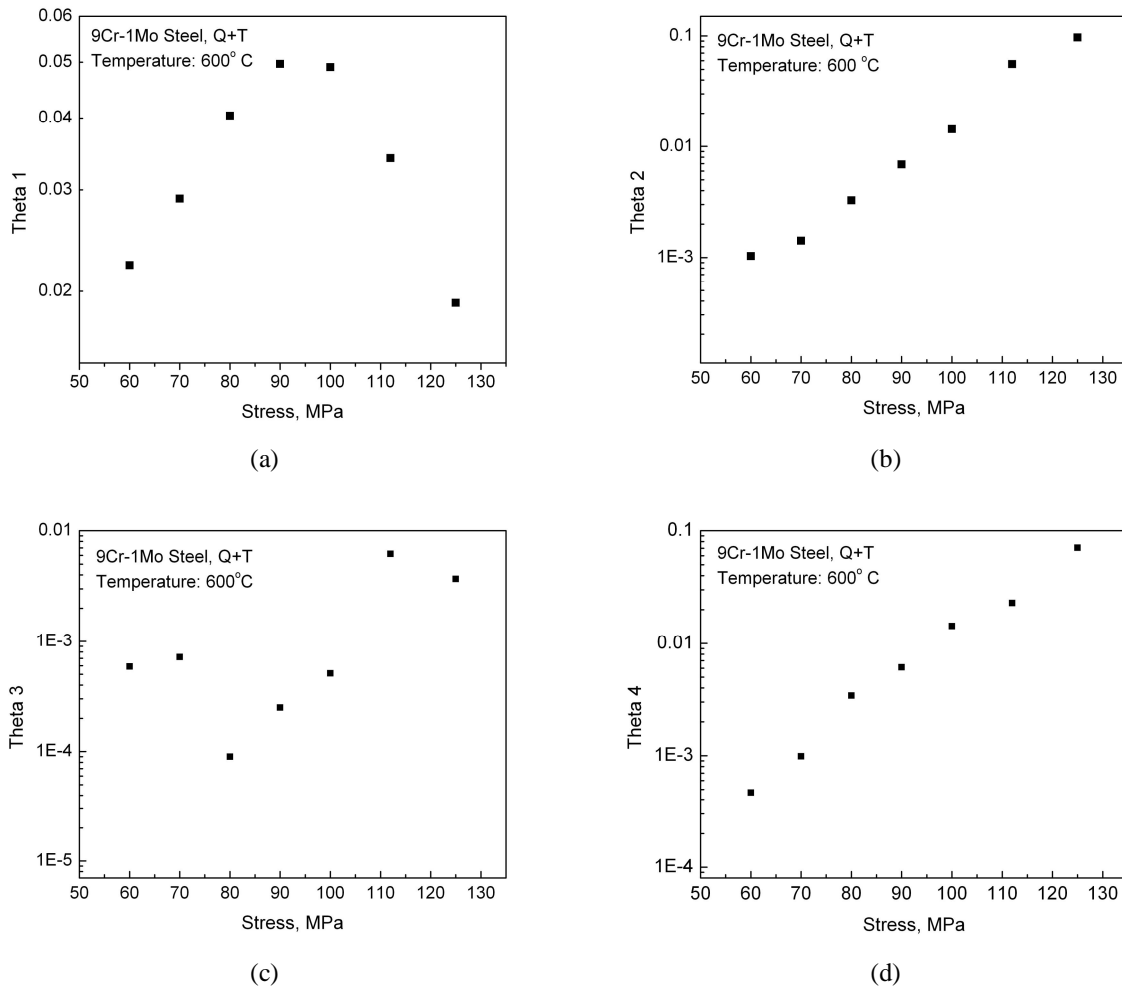 0.06
9Cr-1Mo Steel, Q+T
Temperature: 600° C
0.05
0.04
0.03
0.02
Theta 1
50 60 70 80 90 100 110 120 130
Stress, MPa
(a)
0.1
9Cr-1Mo Steel, Q+T
Temperature: 600 °C
0.01
1E-3
Theta 2
50 60 70 80 90 100 110 120 130
Stress, MPa
(b)
0.01
9Cr-1Mo Steel, Q+T
Temperature: 600°C
1E-3
1E-4
1E-5
Theta 3
50 60 70 80 90 100 110 120 130
Stress, MPa
(c)
0.1
9Cr-1Mo Steel, Q+T
Temperature: 600° C
0.01
1E-3
1E-4
Theta 4
50 60 70 80 90 100 110 120 130
Stress, MPa
(d)